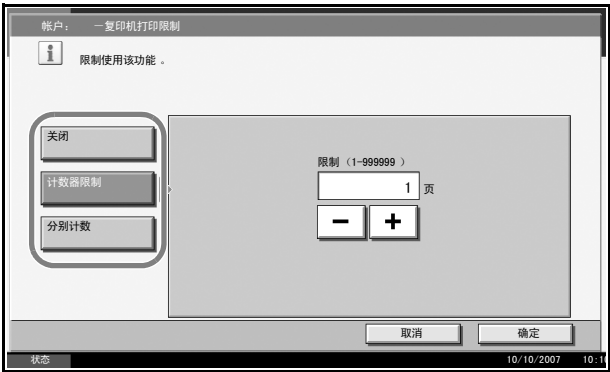 帐户： －复印机打印限制
i
限制使用该功能 。
关闭
计数器限制
分别计数
限制（1-999999 ）
1 页
－ ＋
取消 确定
状态 10/10/2007 10:10